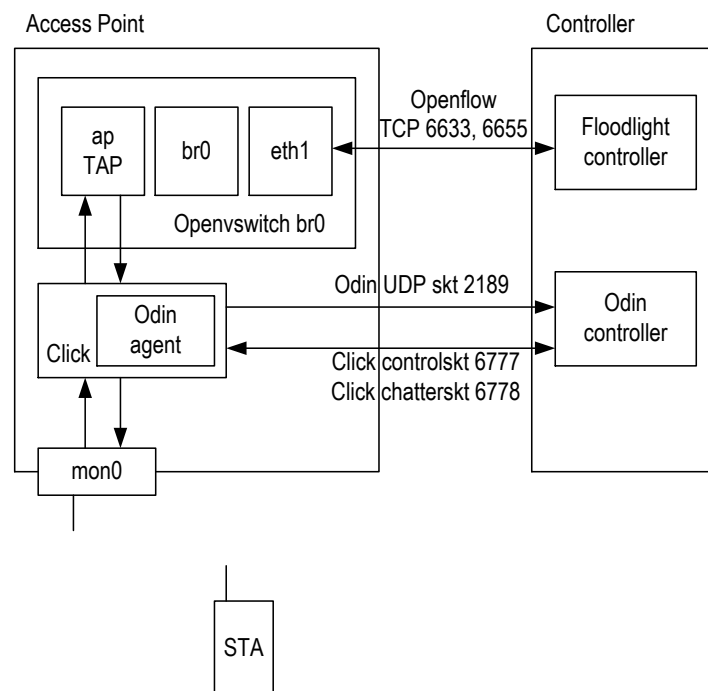 Access Point
Controller
Openflow
TCP 6633, 6655
ap
TAP
br0
eth1
Floodlight
controller
Openvswitch br0
Odin UDP skt 2189
Odin
agent
Click
Odin
controller
Click controlskt 6777
Click chatterskt 6778
mon0
STA